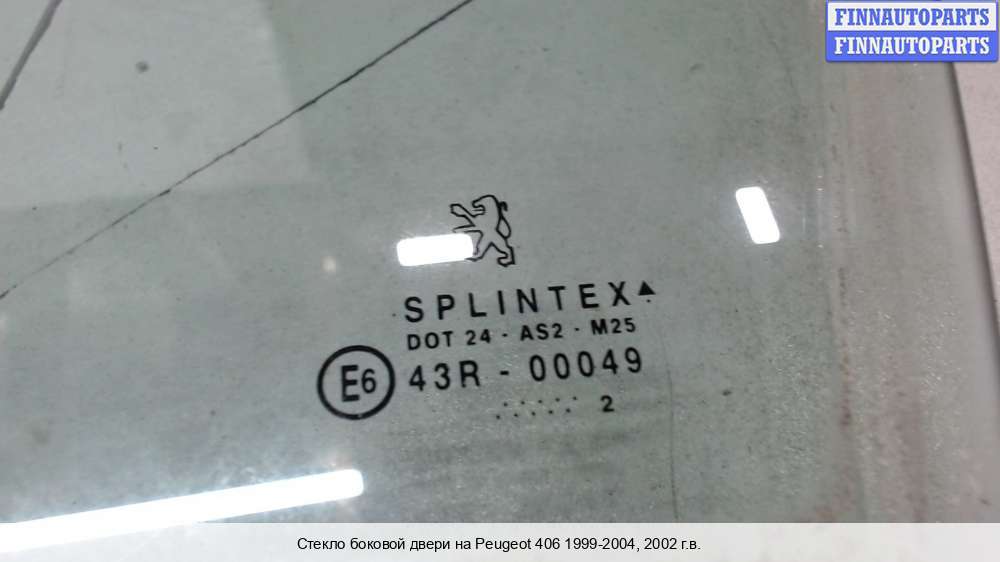 FINNAUTOPARTS
FINNAUTOPARTS
SPLINTEX
DOT 24 - AS2 - M25
E6 43R - 00049
2
Стекло боковой двери на Peugeot 406 1999-2004, 2002 г.в.